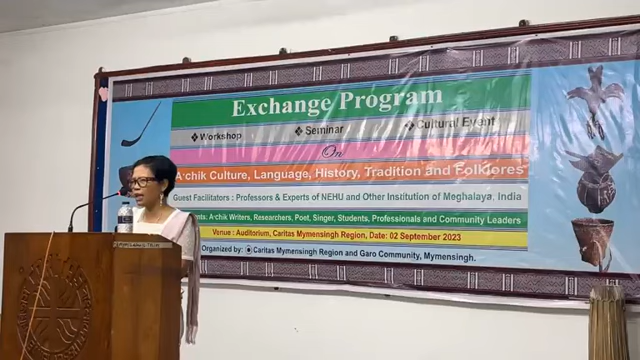 Exchange Program
❖ Workshop ❖ Seminar ❖ Cultural Event
On
A·chik Culture, Language, History, Tradition and Folklores
Guest Facilitators : Professors & Experts of NEHU and Other Institution of Meghalaya, India
ents: A·chik Writers, Researchers, Poet, Singer, Students, Professionals and Community Leaders
Venue : Auditorium, Caritas Mymensingh Region, Date: 02 September 2023
Organized by: Caritas Mymensingh Region and Garo Community, Mymensingh.